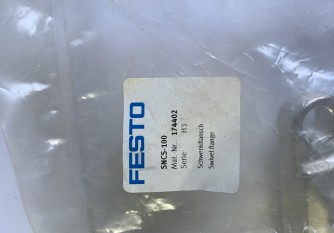 FESTO
SNCS-100
Mat.-Nr.: 174402
Serie: H3
Schwenkflansch
Swivel flange